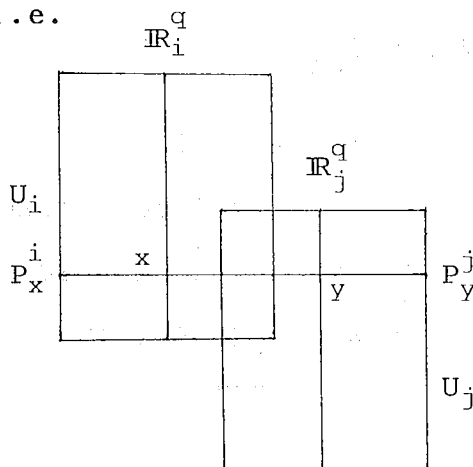 i.e.
ℝ_i^q
ℝ_j^q
U_i
x
P_x^i
P_y^j
y
U_j